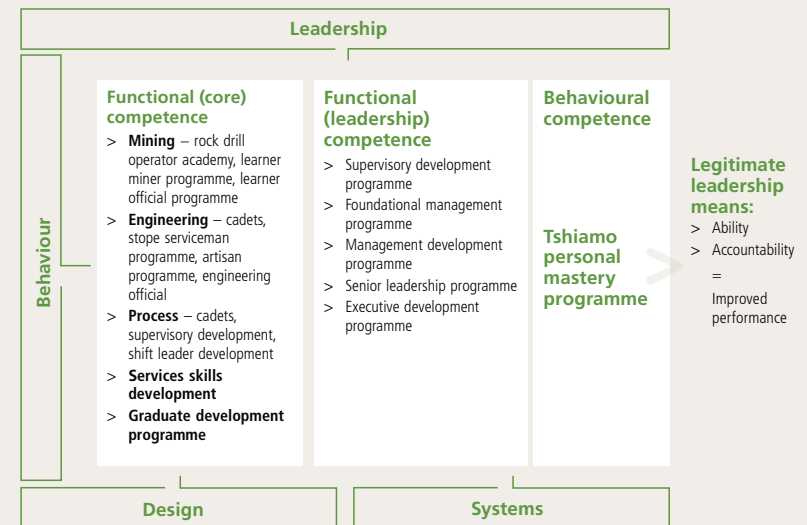 Leadership
Behaviour
Functional (core)
competence
> Mining – rock drill
operator academy, learner
miner programme, learner
official programme
> Engineering – cadets,
stope serviceman
programme, artisan
programme, engineering
official
> Process – cadets,
supervisory development,
shift leader development
> Services skills
development
> Graduate development
programme
Functional
(leadership)
competence
> Supervisory development
programme
> Foundational management
programme
> Management development
programme
> Senior leadership programme
> Executive development
programme
Behavioural
competence
Tshiamo
personal
mastery
programme
>
Legitimate
leadership
means:
> Ability
> Accountability
=
Improved
performance
Design
Systems